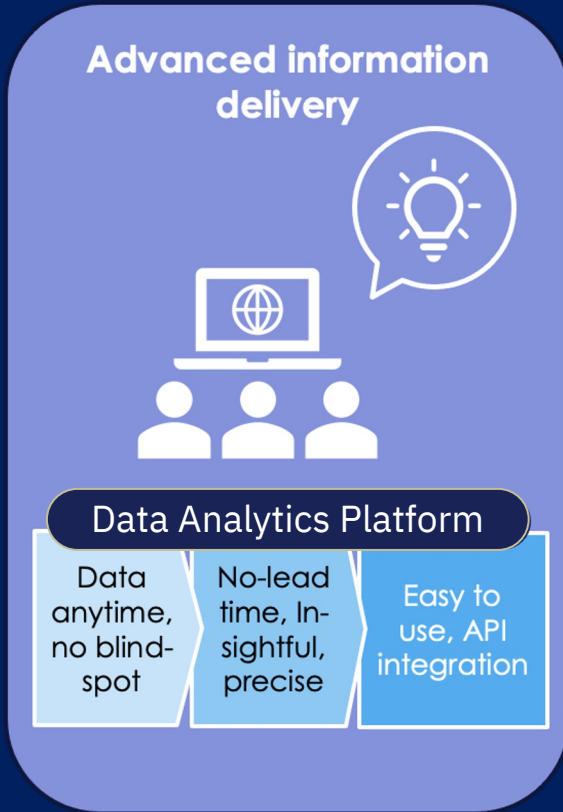 Advanced information
delivery
Data Analytics Platform
Data
anytime,
no blind-
spot
No-lead
time, In-
sightful,
precise
Easy to
use, API
integration